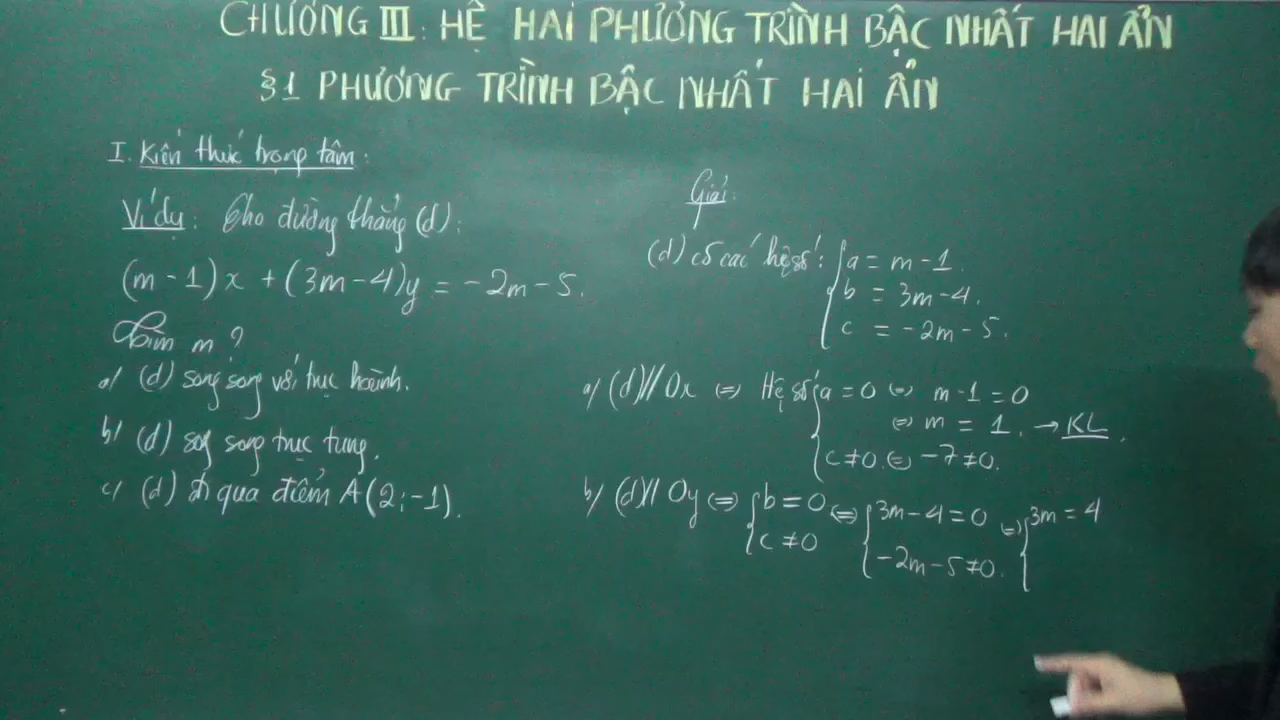 CHƯƠNG III: HỆ HAI PHƯƠNG TRÌNH BẬC NHẤT HAI ẨN
§1 PHƯƠNG TRÌNH BẬC NHẤT HAI ẨN
I. Kiến thức trọng tâm:
Ví dụ: Cho đường thẳng (d):
(m - 1)x + (3m - 4)y = -2m - 5.
Tìm m?
a/ (d) song song với trục hoành.
b/ (d) song song trục tung.
c/ (d) đi qua điểm A(2; -1).
Giải:
(d) có các hệ số: { a = m - 1.
b = 3m - 4.
c = -2m - 5.
a/ (d) // Ox ⇔ Hệ số { a = 0 ⇔ m - 1 = 0
⇔ m = 1. → KL.
c ≠ 0. ⇔ -7 ≠ 0.
b/ (d) // Oy ⇔ { b = 0 ⇔ { 3m - 4 = 0 ⇔ { 3m = 4
c ≠ 0 -2m - 5 ≠ 0.